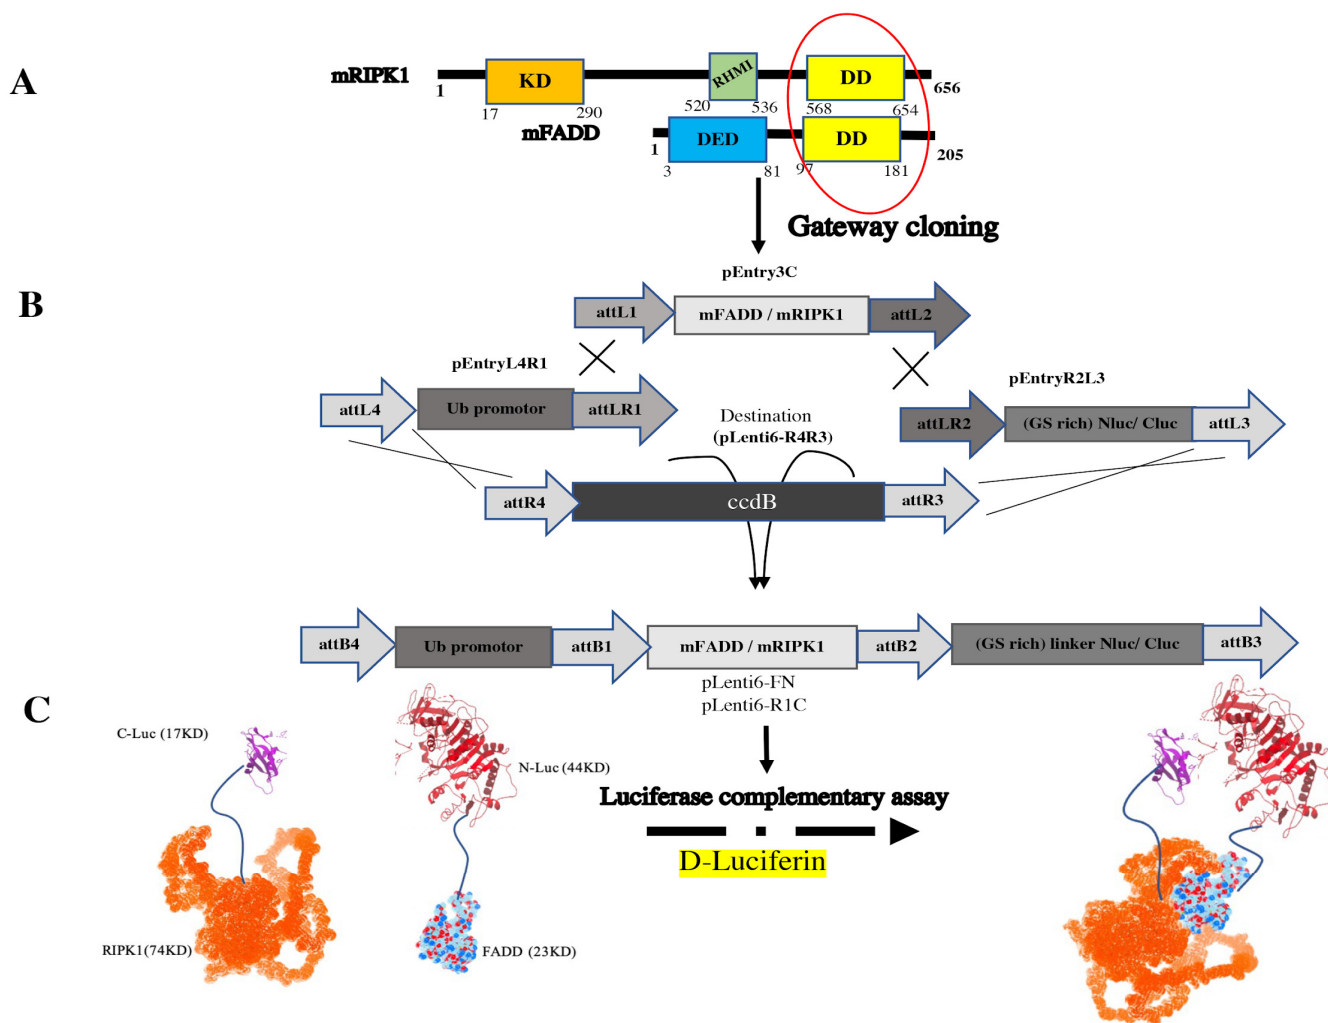 A
mRIPK1
KD
RHMI
DD
1
17
290
520
536
568
654
656
mFADD
DED
DD
1
3
81
97
181
205
Gateway cloning
B
pEntry3C
attL1
mFADD / mRIPK1
attL2
pEntryL4R1
pEntryR2L3
attL4
Ub promotor
attLR1
Destination
(pLenti6-R4R3)
attLR2
(GS rich) Nluc/ Cluc
attL3
attR4
ccdB
attR3
attB4
Ub promotor
attB1
mFADD / mRIPK1
attB2
(GS rich) linker Nluc/ Cluc
attB3
pLenti6-FN
pLenti6-R1C
C
C-Luc (17KD)
N-Luc (44KD)
Luciferase complementary assay
D-Luciferin
RIPK1(74KD)
FADD (23KD)